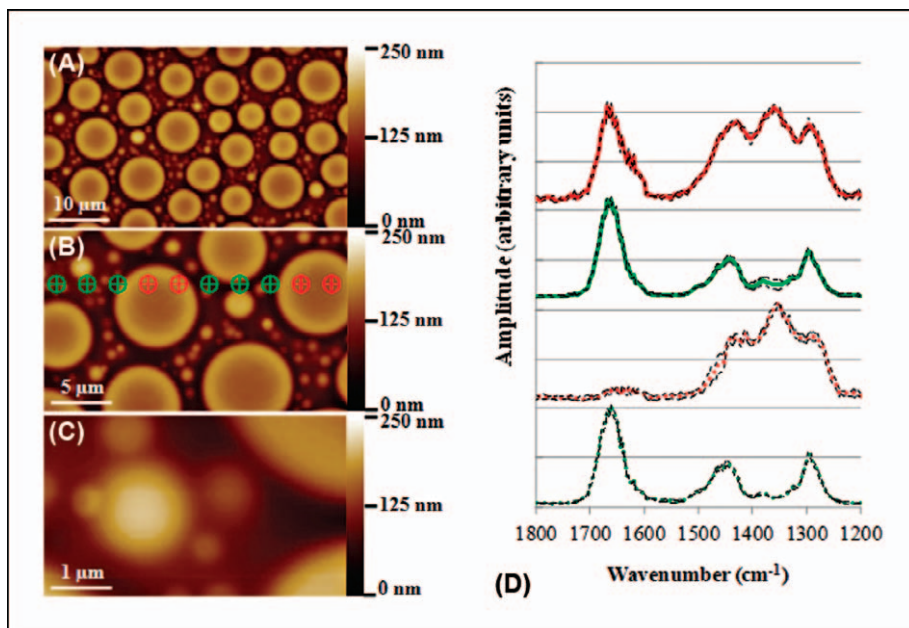 (A)
250 nm
125 nm
0 nm
10 µm
(B)
250 nm
125 nm
0 nm
5 µm
(C)
250 nm
125 nm
0 nm
1 µm
Amplitude (arbitrary units)
1800 1700 1600 1500 1400 1300 1200
Wavenumber (cm-1)
(D)